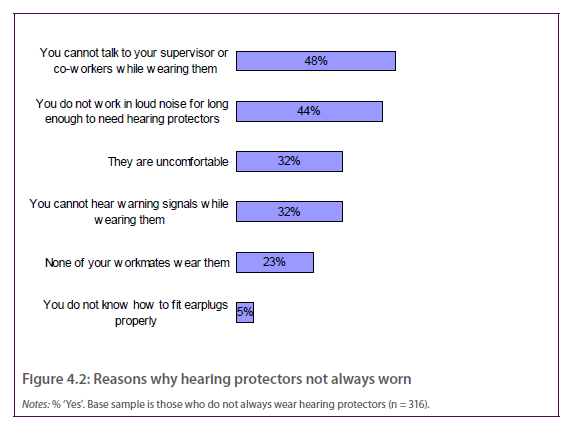 You cannot talk to your supervisor or
co-workers while wearing them
48%
You do not work in loud noise for long
enough to need hearing protectors
44%
They are uncomfortable
32%
You cannot hear warning signals while
wearing them
32%
None of your workmates wear them
23%
You do not know how to fit earplugs
properly
5%
Figure 4.2: Reasons why hearing protectors not always worn
Notes: % 'Yes'. Base sample is those who do not always wear hearing protectors (n = 316).